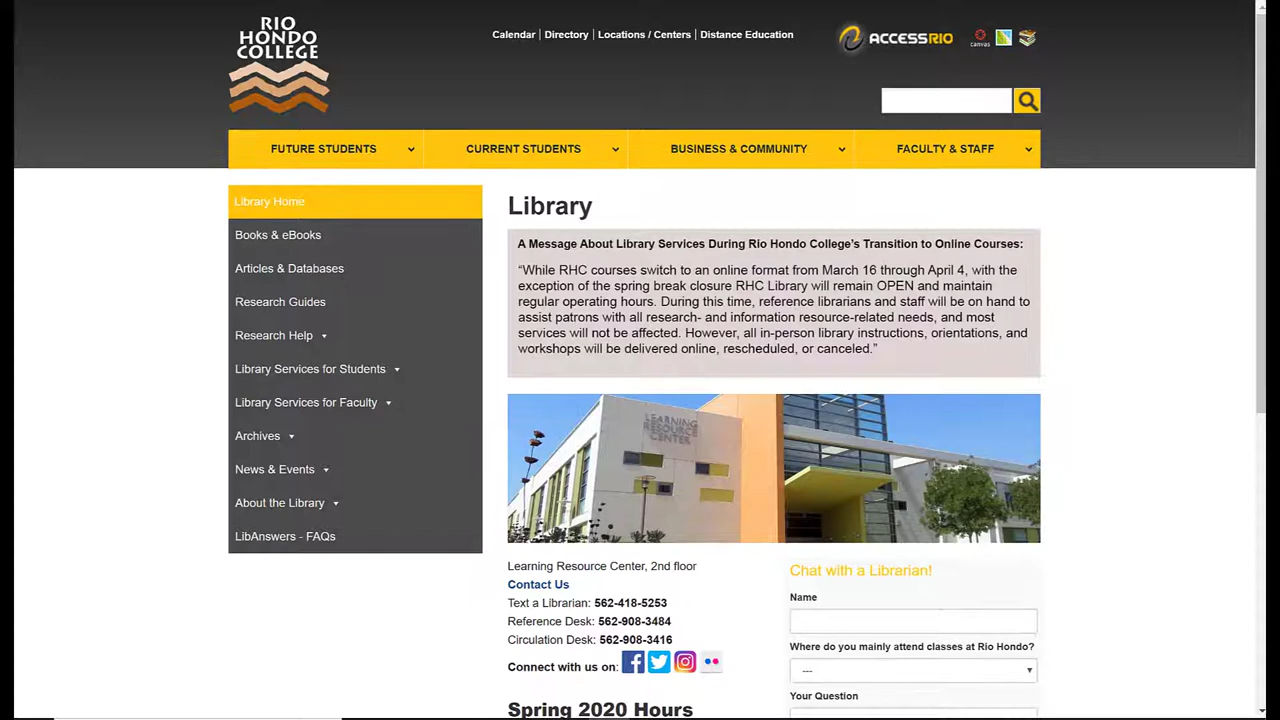 RIO
HONDO
COLLEGE
Calendar | Directory | Locations / Centers | Distance Education
ACCESSRIO
canvas
FUTURE STUDENTS
CURRENT STUDENTS
BUSINESS & COMMUNITY
FACULTY & STAFF
Library Home
Books & eBooks
Articles & Databases
Research Guides
Research Help
Library Services for Students
Library Services for Faculty
Archives
News & Events
About the Library
LibAnswers - FAQs
Library
A Message About Library Services During Rio Hondo College's Transition to Online Courses:
“While RHC courses switch to an online format from March 16 through April 4, with the
exception of the spring break closure RHC Library will remain OPEN and maintain
regular operating hours. During this time, reference librarians and staff will be on hand to
assist patrons with all research- and information resource-related needs, and most
services will not be affected. However, all in-person library instructions, orientations, and
workshops will be delivered online, rescheduled, or canceled.”
LEARNING
RESOURCE
CENTER
Learning Resource Center, 2nd floor
Contact Us
Text a Librarian: 562-418-5253
Reference Desk: 562-908-3484
Circulation Desk: 562-908-3416
Connect with us on:
Spring 2020 Hours
Chat with a Librarian!
Name
Where do you mainly attend classes at Rio Hondo?
---
Your Question